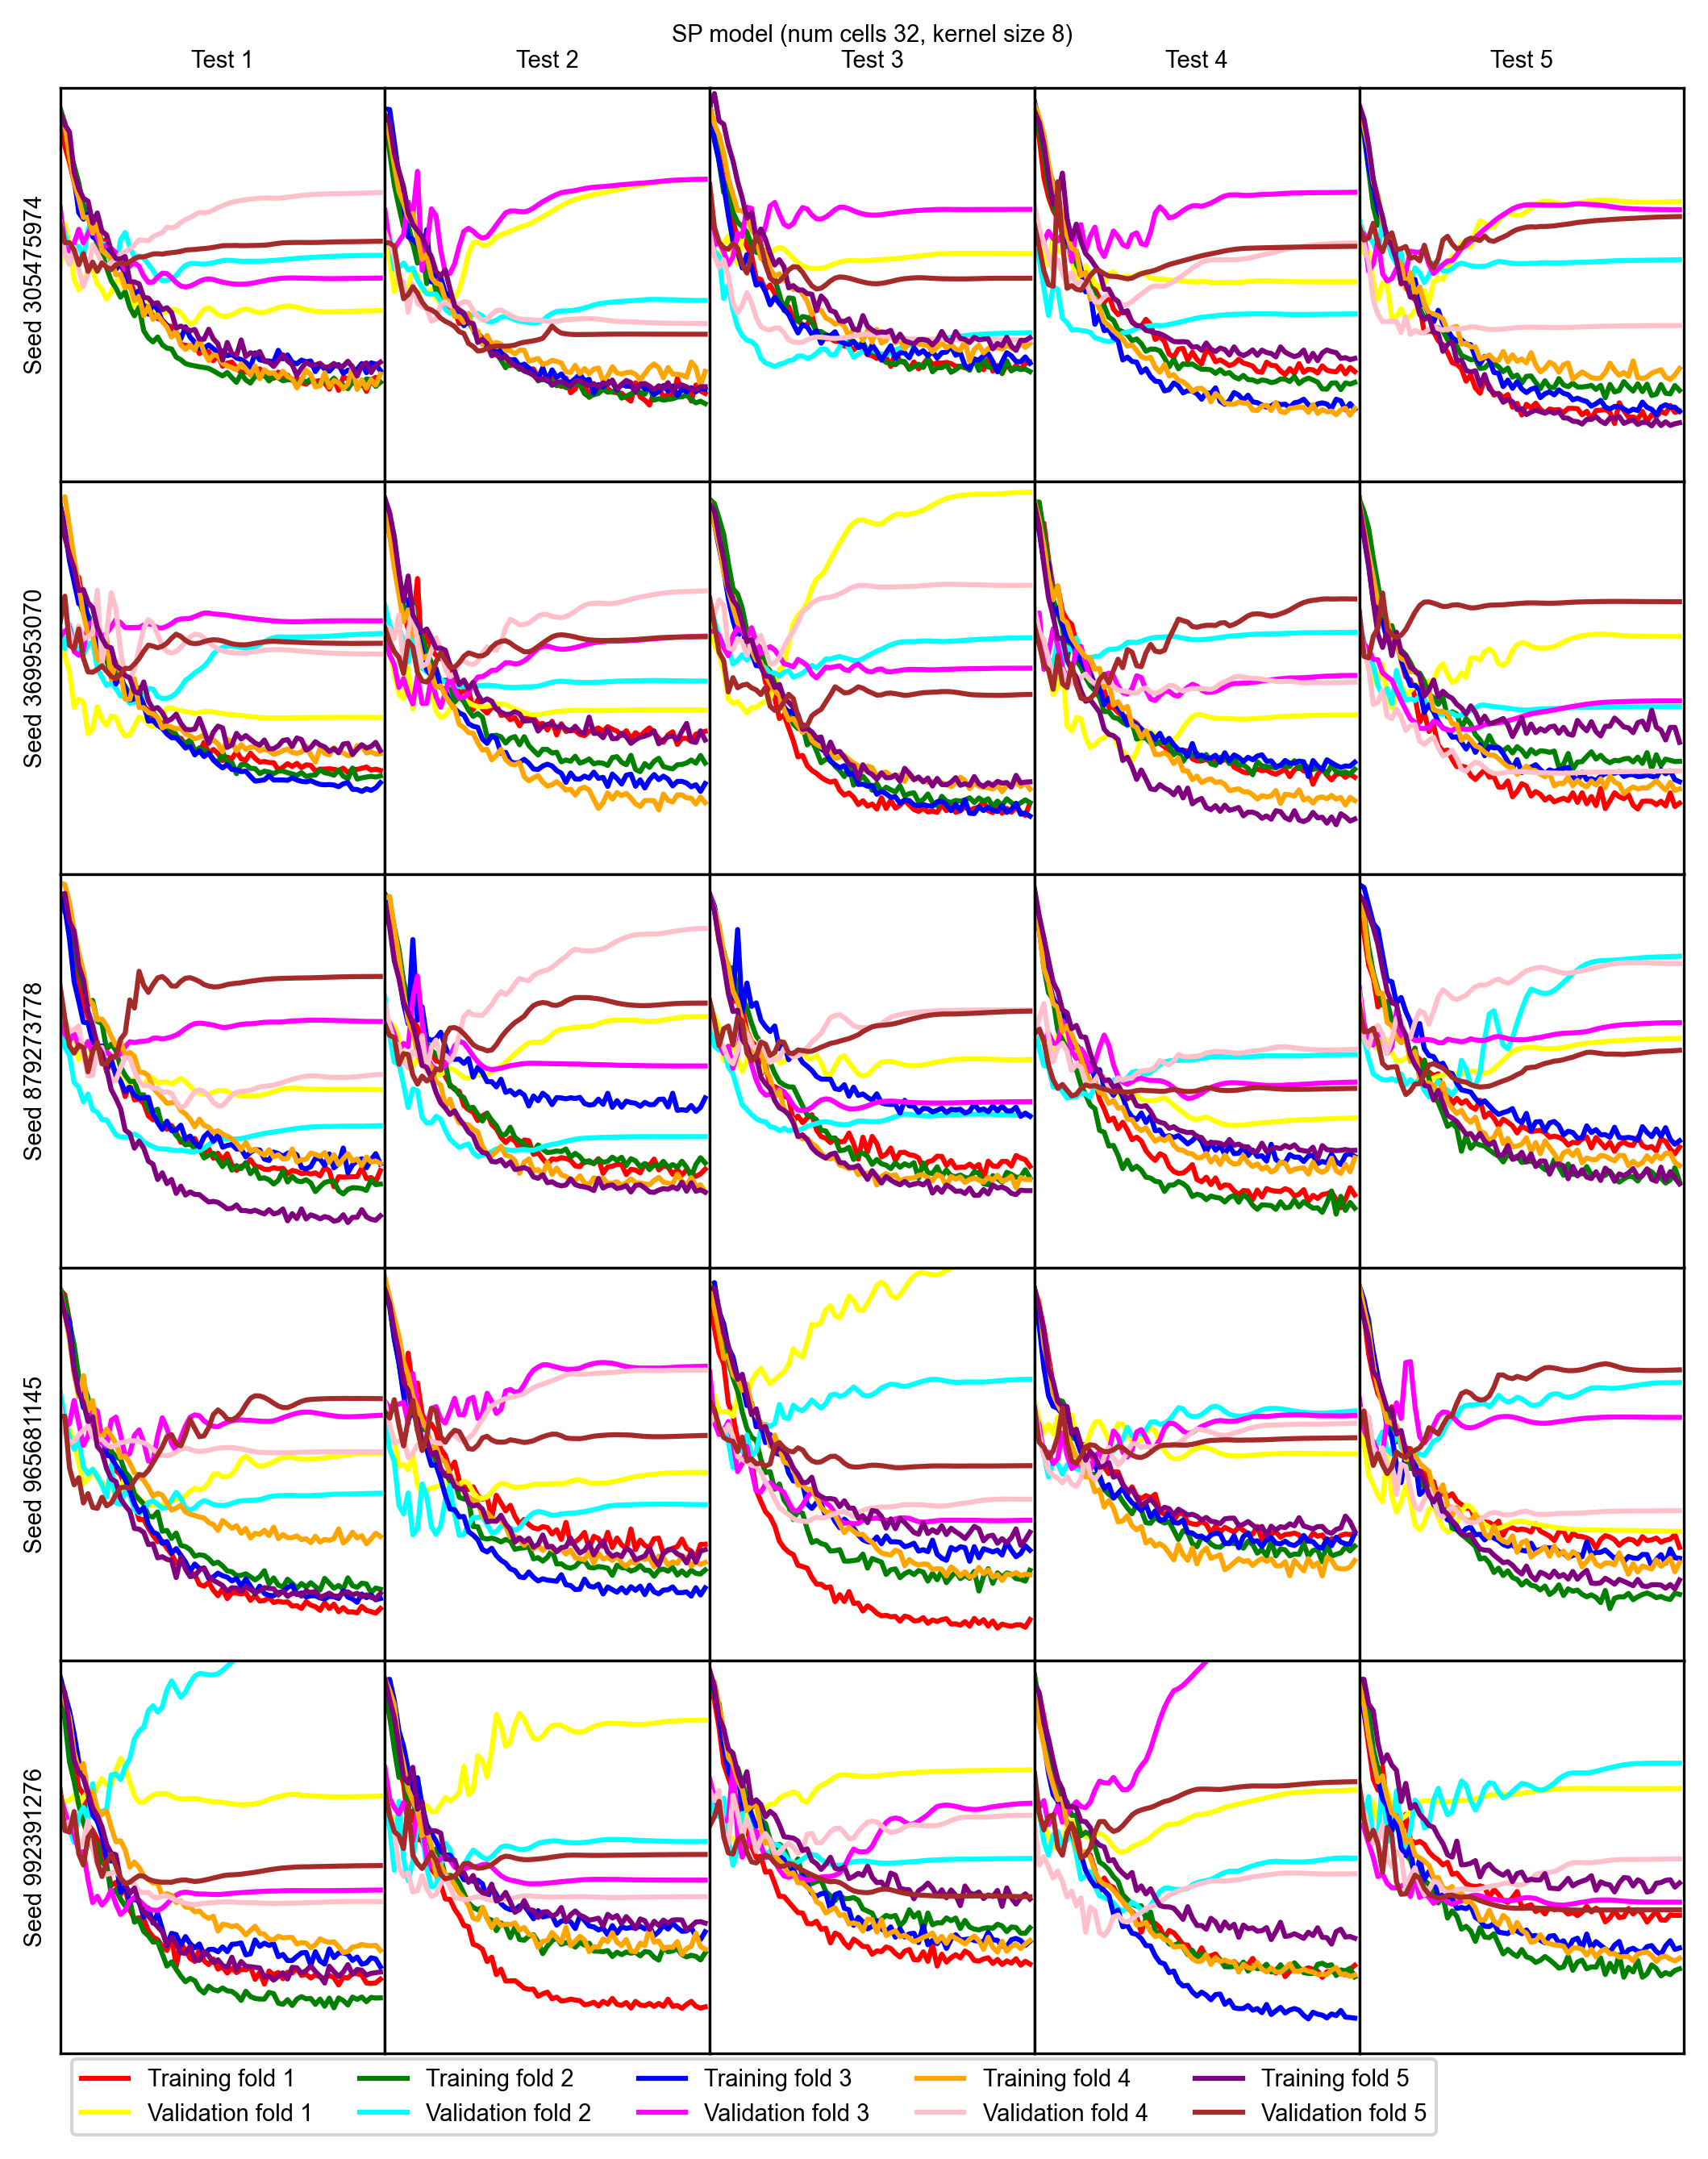 SP model (num cells 32, kernel size 8)
Test 1 Test 2 Test 3 Test 4 Test 5
Seed 3054775974
Seed 3699953070
Seed 879273778
Seed 965681145
Seed 992391276
Training fold 1 Training fold 2 Training fold 3 Training fold 4 Training fold 5
Validation fold 1 Validation fold 2 Validation fold 3 Validation fold 4 Validation fold 5